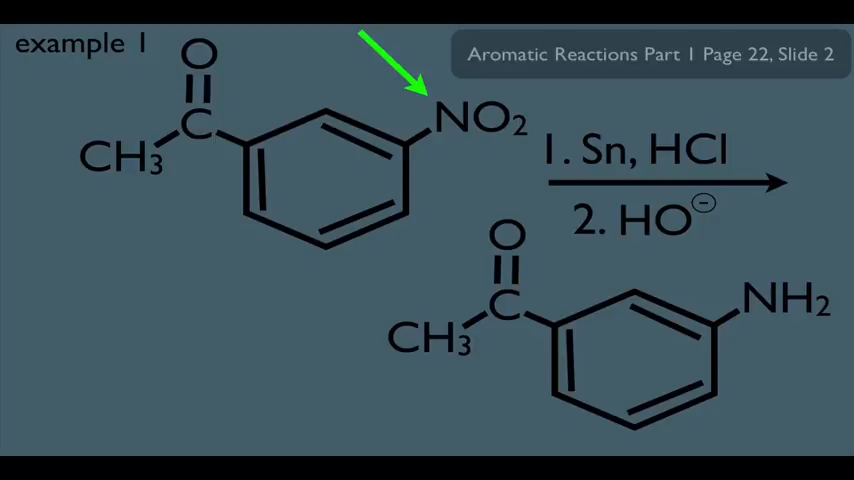 example 1
Aromatic Reactions Part 1 Page 22, Slide 2
O
C
CH₃
NO₂
1. Sn, HCl
2. HO⊖
O
C
CH₃
NH₂